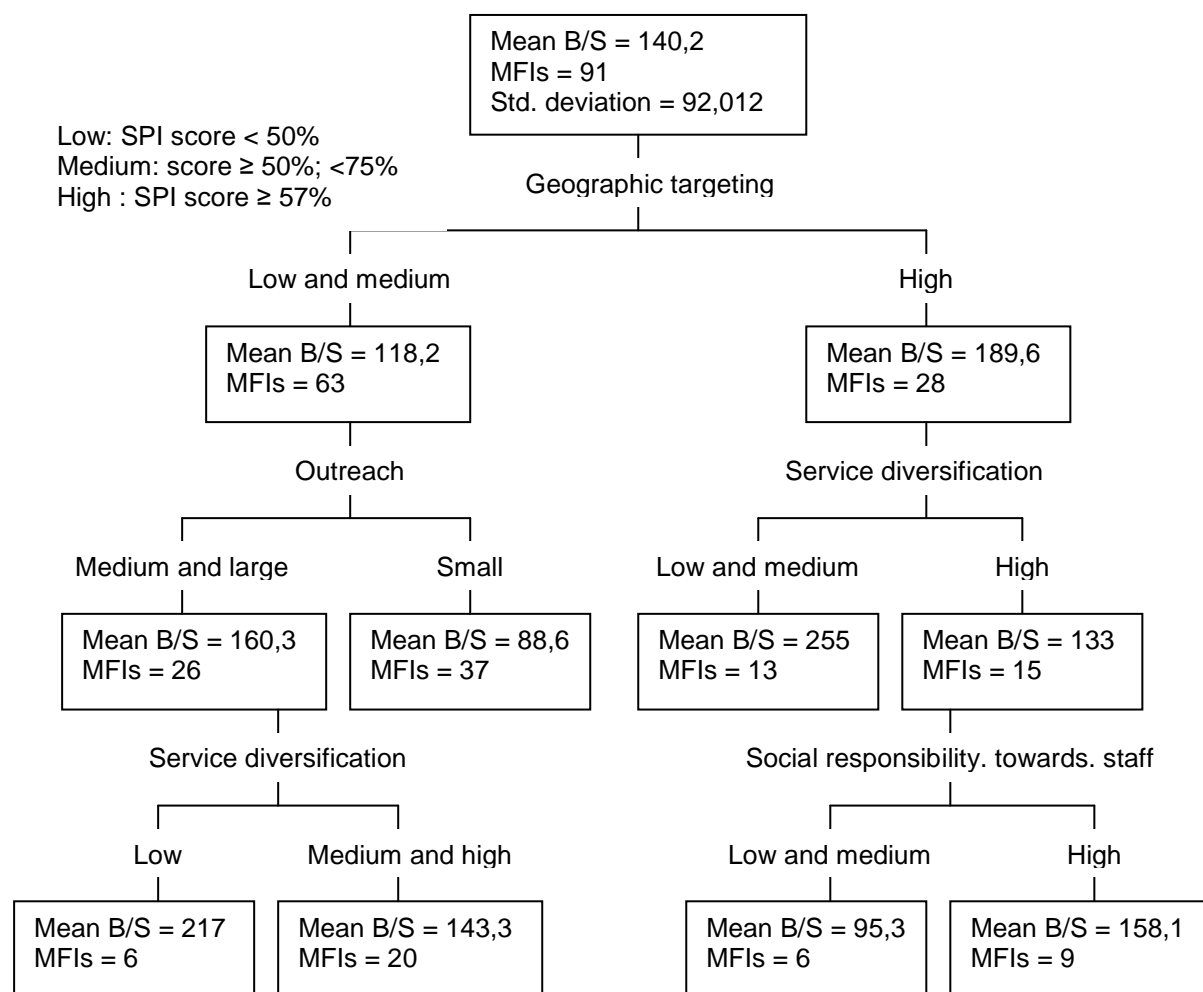 Mean B/S = 140,2
MFIs = 91
Std. deviation = 92,012
Low: SPI score < 50%
Medium: score ≥ 50%; <75%
High : SPI score ≥ 57%
Geographic targeting
Low and medium
High
Mean B/S = 118,2
MFIs = 63
Mean B/S = 189,6
MFIs = 28
Outreach
Service diversification
Medium and large
Small
Low and medium
High
Mean B/S = 160,3
MFIs = 26
Mean B/S = 88,6
MFIs = 37
Mean B/S = 255
MFIs = 13
Mean B/S = 133
MFIs = 15
Service diversification
Social responsibility. towards. staff
Low
Medium and high
Low and medium
High
Mean B/S = 217
MFIs = 6
Mean B/S = 143,3
MFIs = 20
Mean B/S = 95,3
MFIs = 6
Mean B/S = 158,1
MFIs = 9